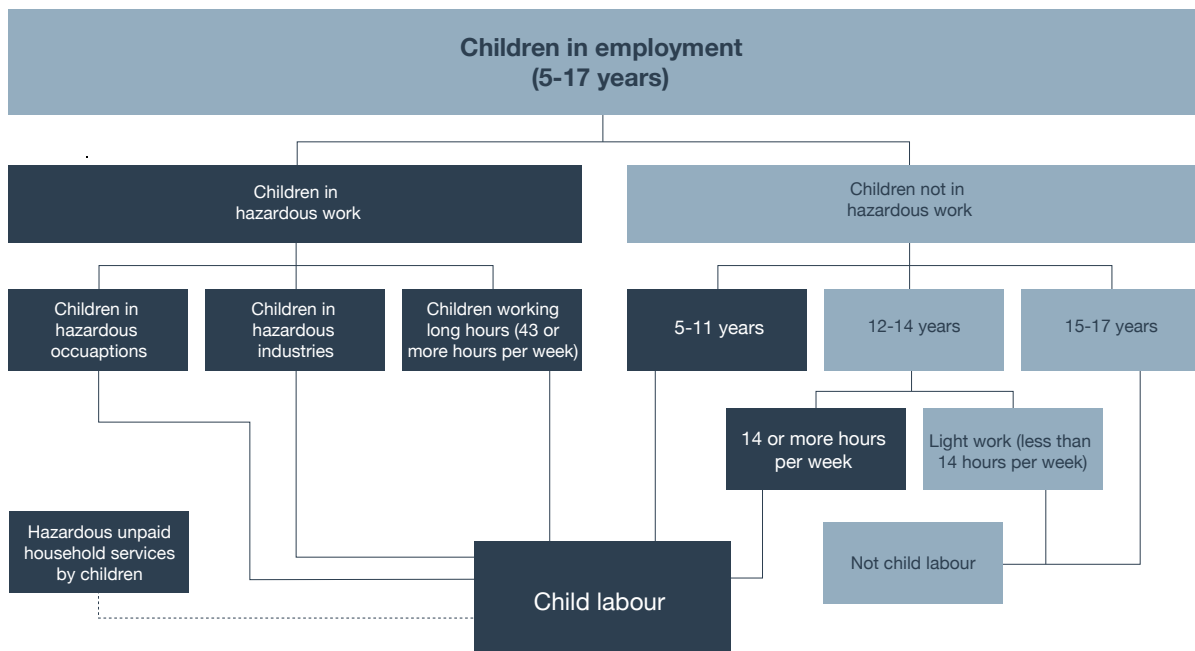 Children in employment
(5-17 years)
Children in
hazardous work
Children not in
hazardous work
Children in
hazardous
occuaptions
Children in
hazardous
industries
Children working
long hours (43 or
more hours per week)
5-11 years
12-14 years
15-17 years
14 or more hours
per week
Light work (less than
14 hours per week)
Hazardous unpaid
household services
by children
Child labour
Not child labour